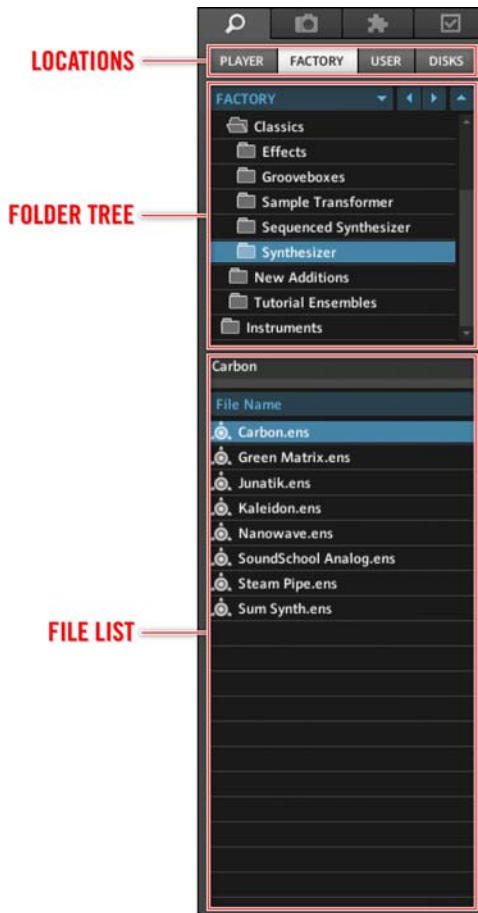 LOCATIONS
PLAYER FACTORY USER DISKS
FACTORY
Classics
Effects
Grooveboxes
Sample Transformer
FOLDER TREE
Sequenced Synthesizer
Synthesizer
New Additions
Tutorial Ensembles
Instruments
Carbon
File Name
Carbon.ens
Green Matrix.ens
Junatik.ens
Kaleidon.ens
Nanowave.ens
SoundSchool Analog.ens
Steam Pipe.ens
Sum Synth.ens
FILE LIST